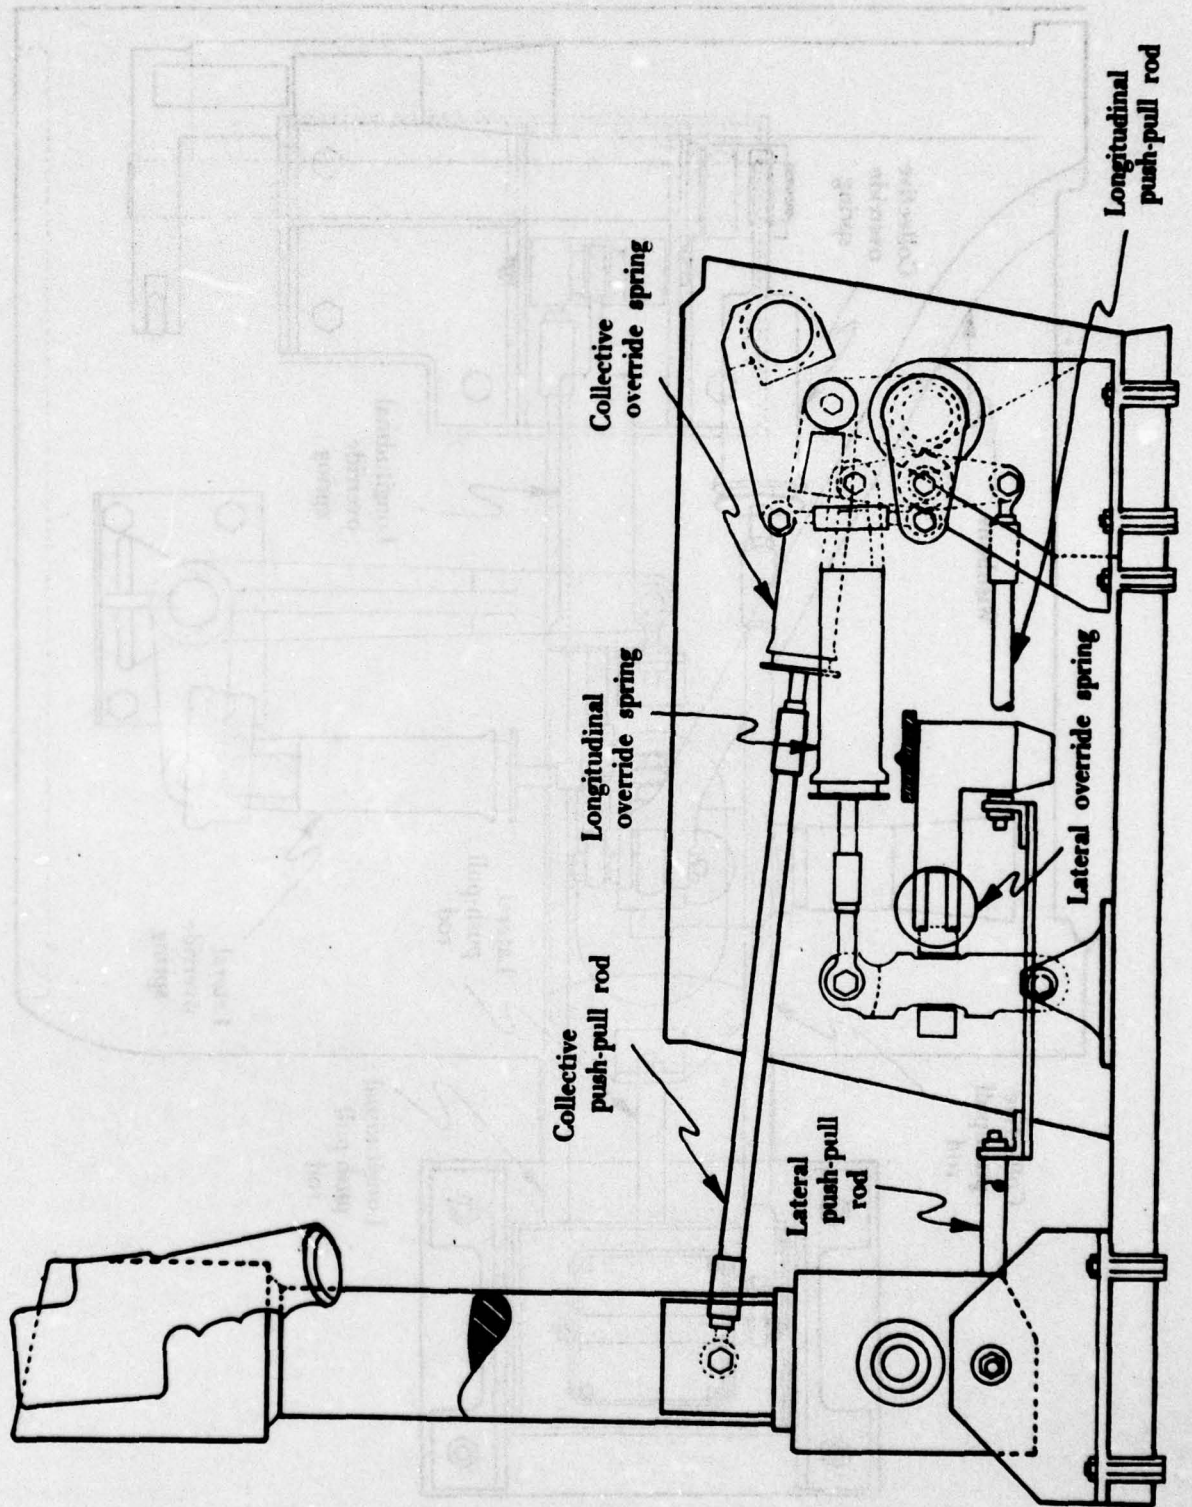 Collective
push-pull rod
Longitudinal
override spring
Collective
override spring
Lateral
push-pull
rod
Lateral override spring
Longitudinal
push-pull rod